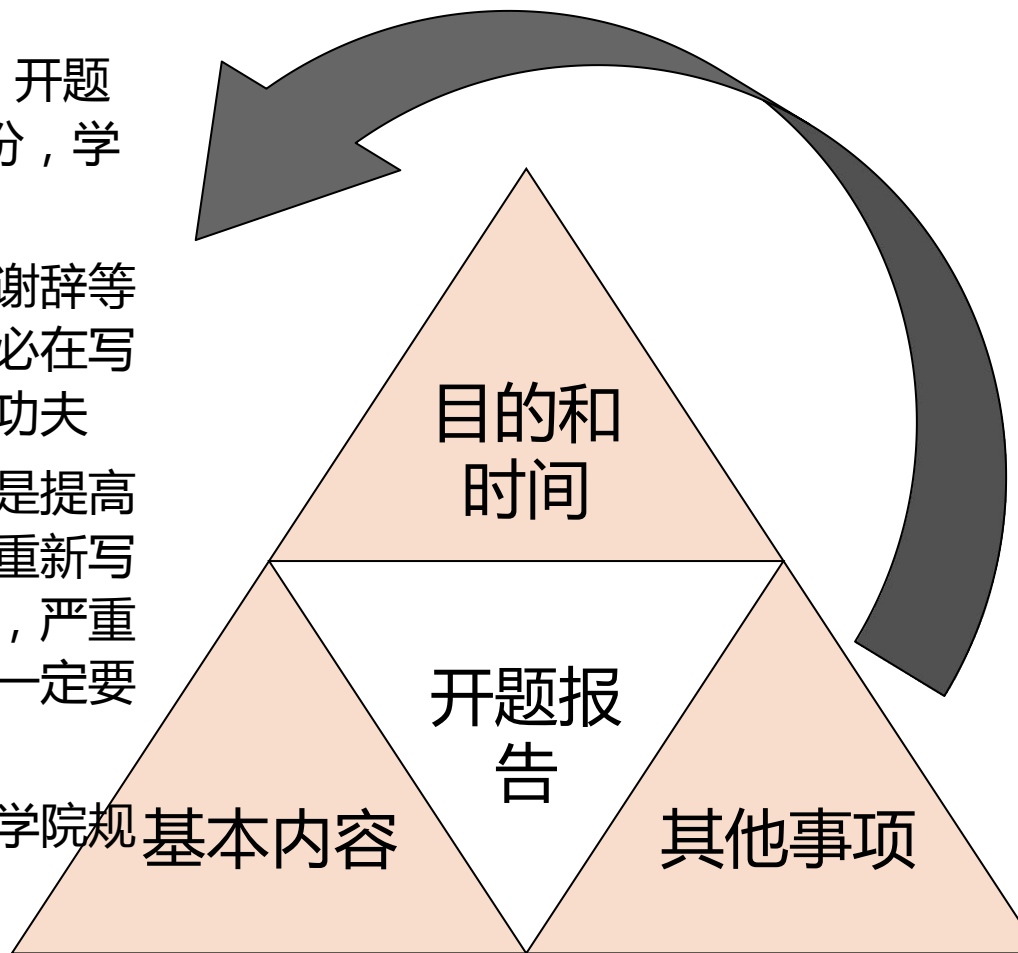 开题
份，学
谢辞等
必在写
功夫
是提高
重新写
，严重
一定要
学院规
目的和
时间
开题报
告
基本内容
其他事项